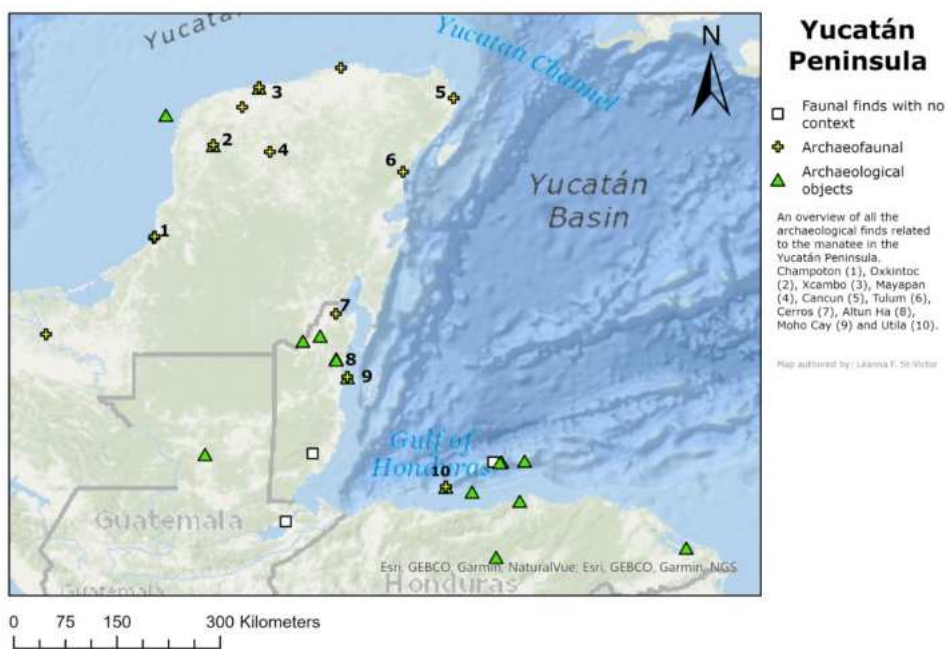 Yucatan
Yucatan Channel
N
3
5
2
4
6
Yucatán
Basin
1
7
8
9
Gulf of
Honduras
10
Guatemala
Honduras
Guatemala
Esri, GEBCO, Garmin, NaturalVue; Esri, GEBCO, Garmin, NGS
0 75 150 300 Kilometers
Yucatán
Peninsula
Faunal finds with no
context
Archaeofaunal
Archaeological
objects
An overview of all the
archaeological finds related
to the manatee in the
Yucatán Peninsula.
Champoton (1), Oxkintoc
(2), Xcambo (3), Mayapan
(4), Cancun (5), Tulum (6),
Cerros (7), Altun Ha (8),
Moho Cay (9) and Utila (10).
Map authored by: Leanna F. St-Victor